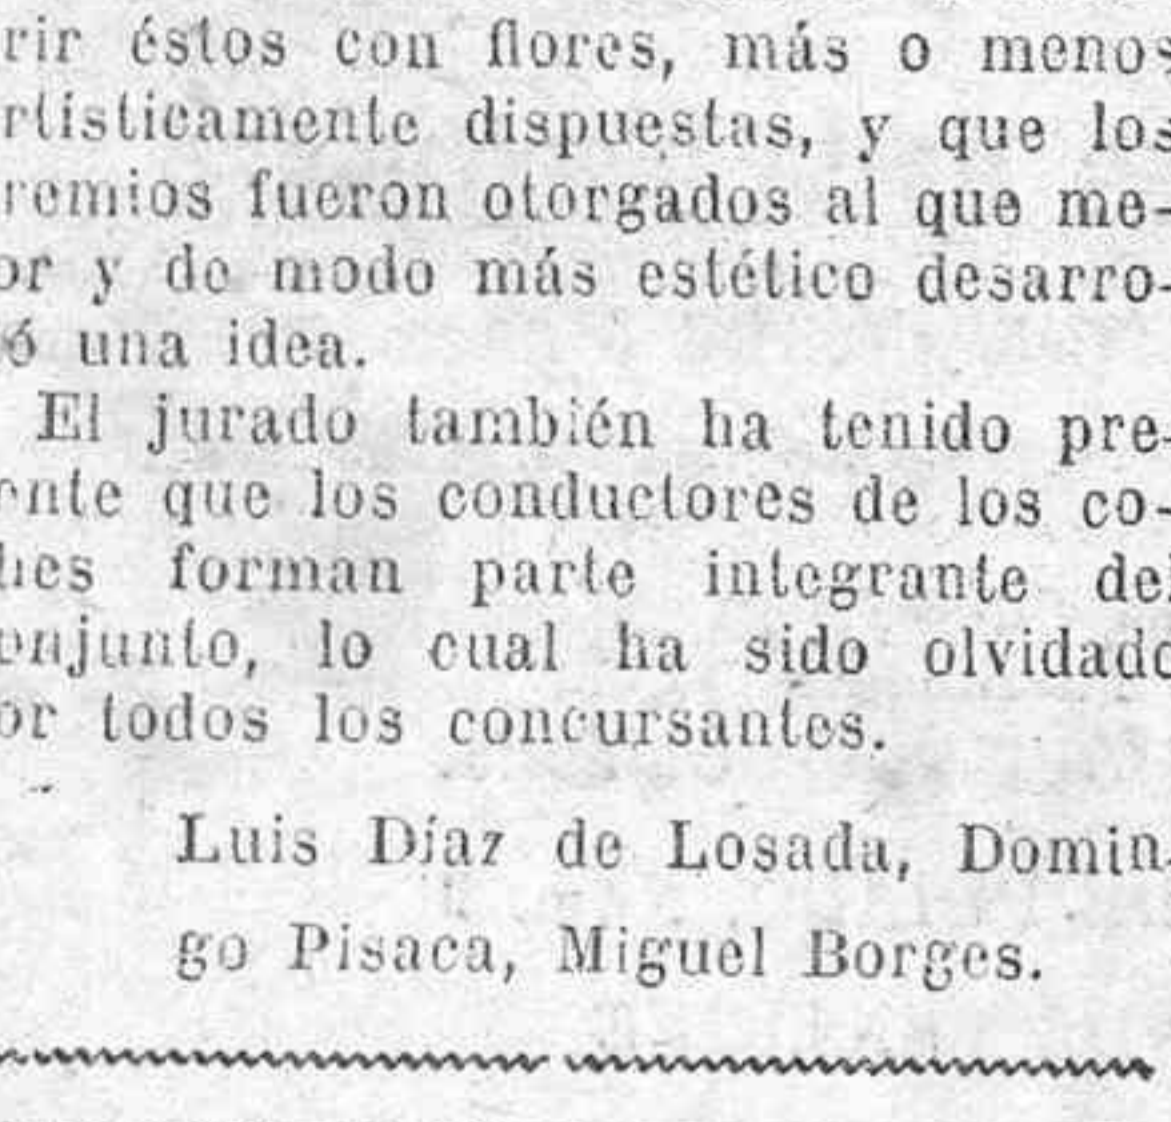 rir éstos con flores, más o menos
rtísticamente dispuestas, y que los
remios fueron otorgados al que me-
or y de modo más estético desarro-
ó una idea.
El jurado también ha tenido pre-
ente que los conductores de los co-
hes forman parte integrante del
onjunto, lo cual ha sido olvidado
or todos los concursantes.
Luis Díaz de Losada, Domin-
go Pisaca, Miguel Borges.